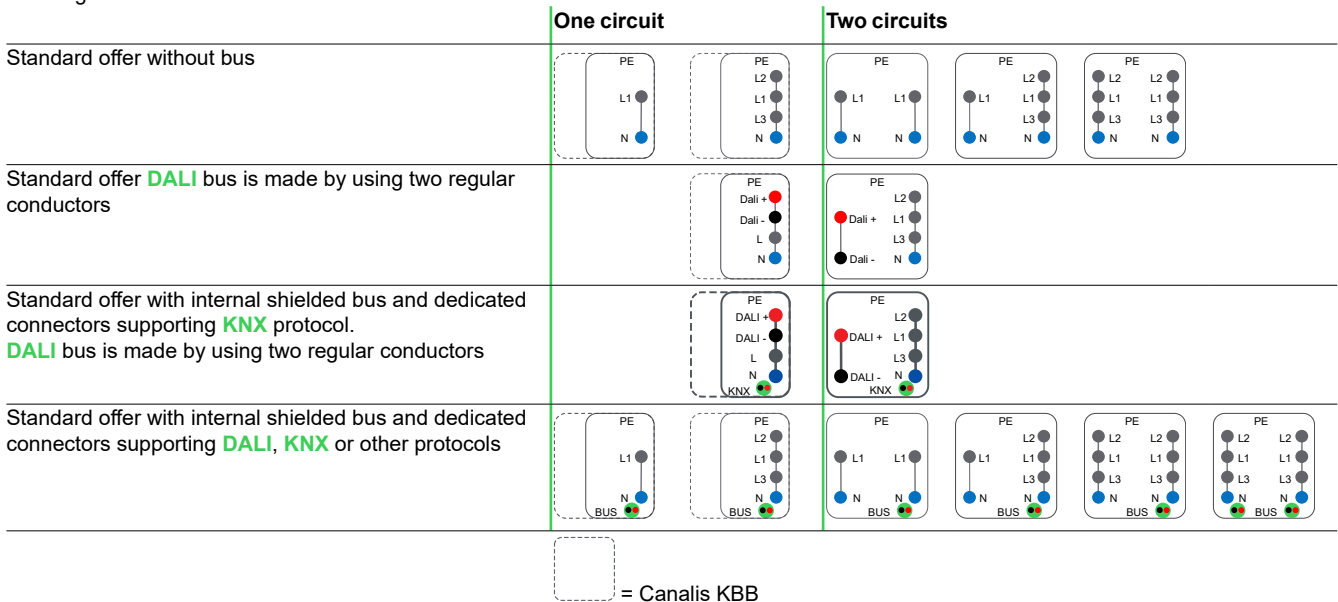 One circuit Two circuits
Standard offer without bus
PE PE PE PE PE
L2 L2 L2 L2
L1 L1 L1 L1 L1 L1 L1 L1
L3 L3 L3 L3
N N N N N N N N
Standard offer DALI bus is made by using two regular
conductors
PE PE
Dali + L2
Dali - Dali + L1
L L3
N Dali - N
Standard offer with internal shielded bus and dedicated
connectors supporting KNX protocol.
DALI bus is made by using two regular conductors
PE PE
DALI + L2
DALI - DALI + L1
L L3
N DALI - N
KNX KNX
Standard offer with internal shielded bus and dedicated
connectors supporting DALI, KNX or other protocols
PE PE PE PE PE PE
L2 L2 L2 L2 L2 L2
L1 L1 L1 L1 L1 L1 L1 L1 L1 L1
L3 L3 L3 L3 L3 L3
N N N N N N N N N N
BUS BUS BUS BUS BUS BUS
= Canalis KBB